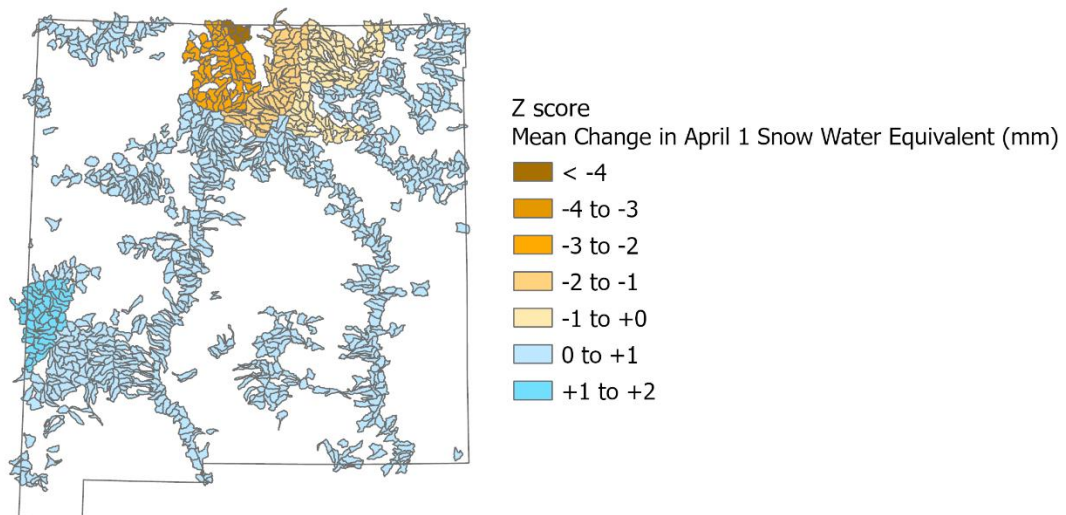 Z score
Mean Change in April 1 Snow Water Equivalent (mm)
< -4
-4 to -3
-3 to -2
-2 to -1
-1 to +0
0 to +1
+1 to +2